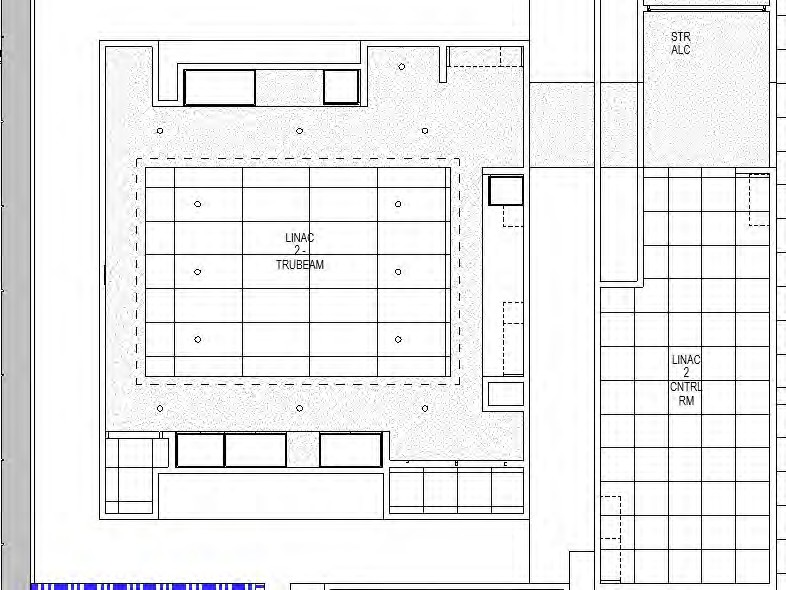 STR
ALC
LINAC
2 -
TRUBEAM
LINAC
2
CNTRL
RM